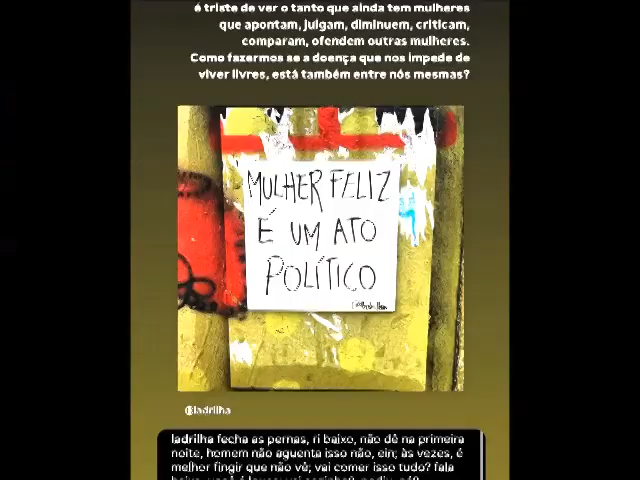 é triste de ver o tanto que ainda tem mulheres
que apontam, julgam, diminuem, criticam,
comparam, ofendem outras mulheres.
Como fazermos se a doença que nos impede de
viver livres, está também entre nós mesmas?
MULHER FELIZ
É UM ATO
POLÍTICO
@ladrilha
ladrilha fecha as pernas, ri baixo, não dê na primeira
noite, homem não aguenta isso não, ein; às vezes, é
melhor fingir que não vê; vai comer isso tudo? fala